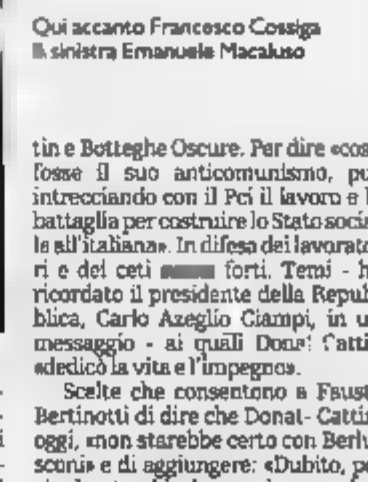 Qui accanto Francesco Cossiga
A sinistra Emanuele Macaluso
tin e Botteghe Oscure. Per dire «cos
fosse il suo anticomunismo, pu
intrecciando con il Pci il lavoro e l
battaglia per costruire lo Stato socia
le all'italiana». In difesa dei lavorato
ri e dei ceti forti. Temi - h
ricordato il presidente della Repub
blica, Carlo Azeglio Ciampi, in u
messaggio - ai quali Donat Catti
«dedicò la vita e l'impegno».
Scelte che consentono a Faust
Bertinotti di dire che Donat- Cattin
oggi, «non starebbe certo con Berlu
sconi» e di aggiungere: «Dubito, pe